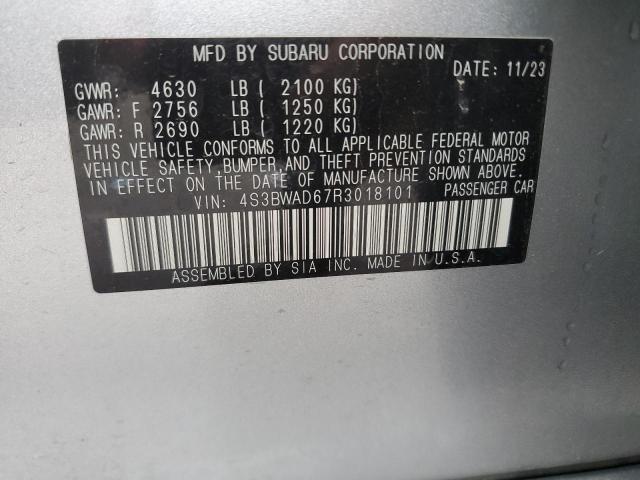 MFD BY SUBARU CORPORATION
DATE: 11/23
GVWR: 4630 LB ( 2100 KG)
GAWR: F 2756 LB ( 1250 KG)
GAWR: R 2690 LB ( 1220 KG)
THIS VEHICLE CONFORMS TO ALL APPLICABLE FEDERAL MOTOR
VEHICLE SAFETY, BUMPER, AND THEFT PREVENTION STANDARDS
IN EFFECT ON THE DATE OF MANUFACTURE SHOWN ABOVE.
VIN: 4S3BWAD67R3018101 PASSENGER CAR
ASSEMBLED BY SIA INC. MADE IN U.S.A.